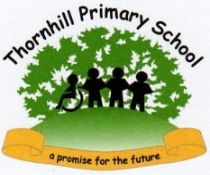 Thornhill Primary School
a promise for the future